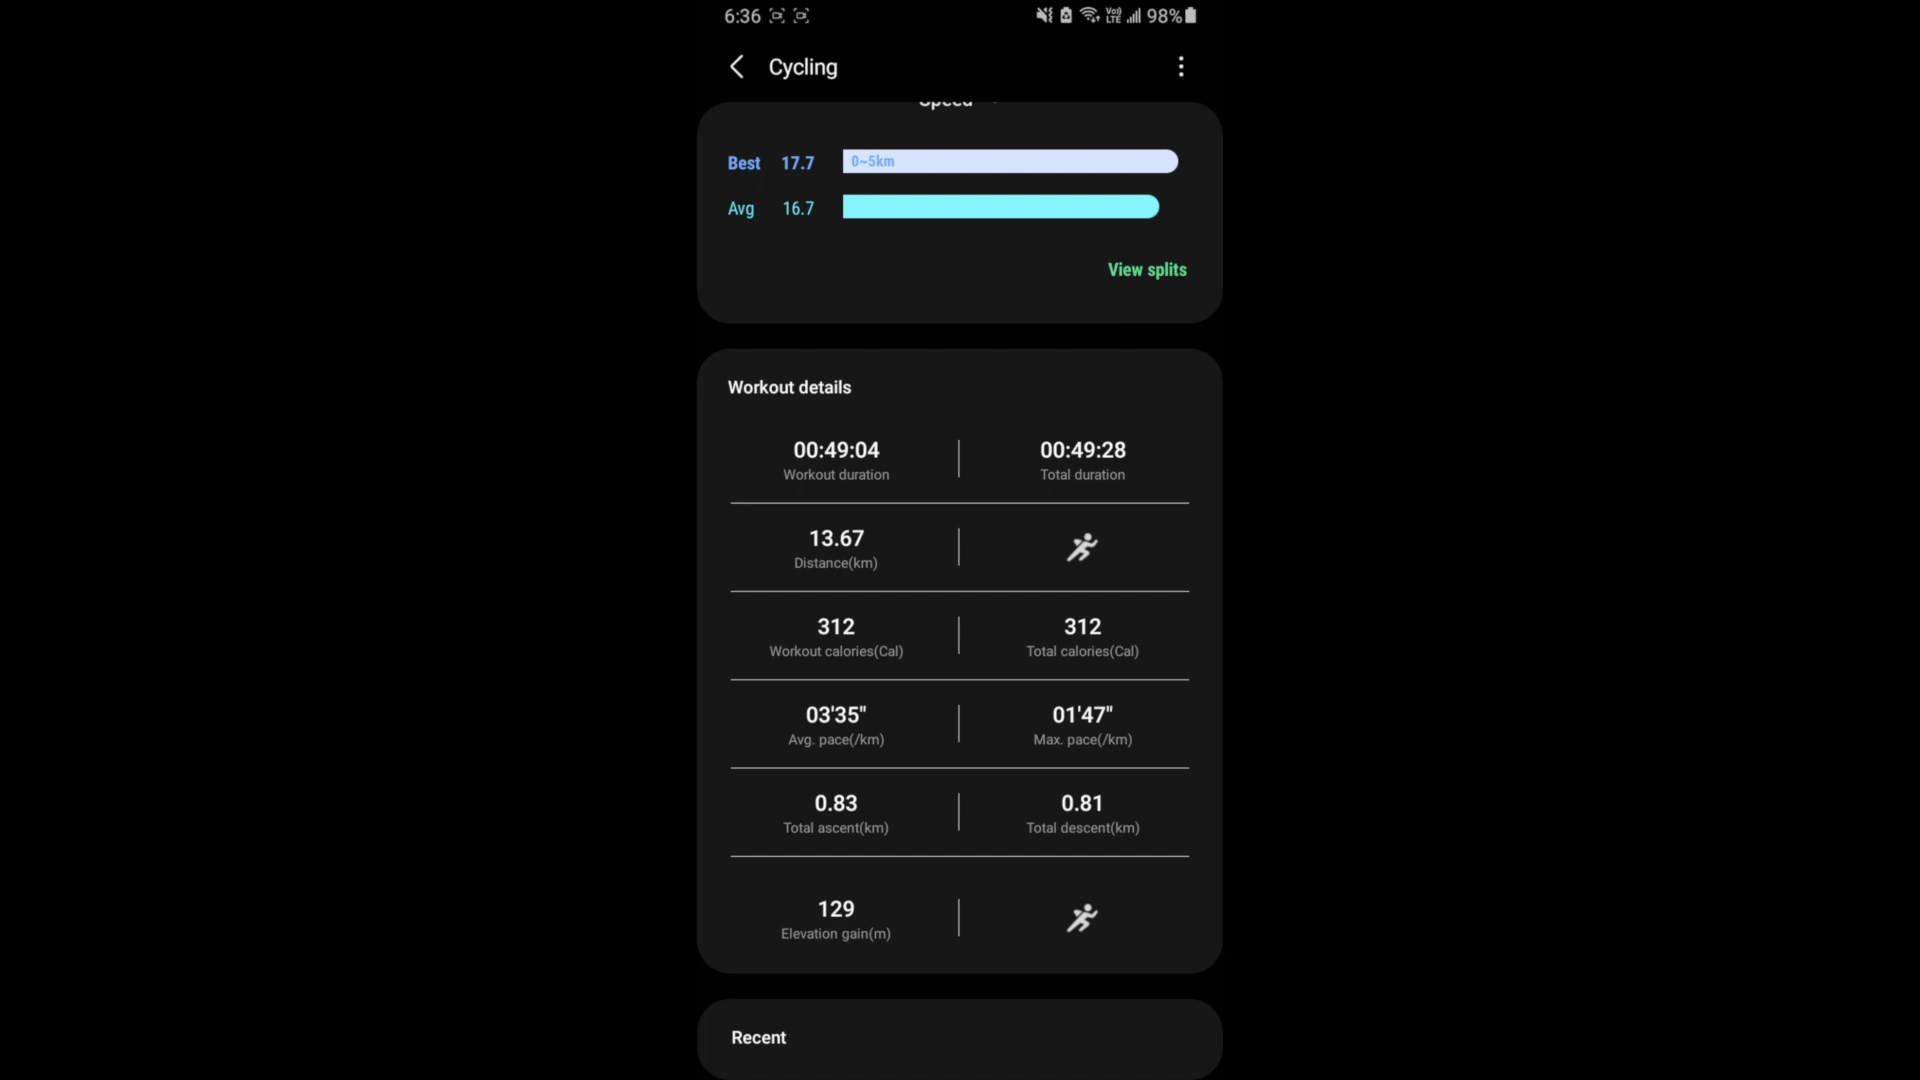 6:36 98%
Cycling
Speed
Best 17.7 0~5km
Avg 16.7
View splits
Workout details
00:49:04 00:49:28
Workout duration Total duration
13.67
Distance(km)
312 312
Workout calories(Cal) Total calories(Cal)
03'35" 01'47"
Avg. pace(/km) Max. pace(/km)
0.83 0.81
Total ascent(km) Total descent(km)
129
Elevation gain(m)
Recent